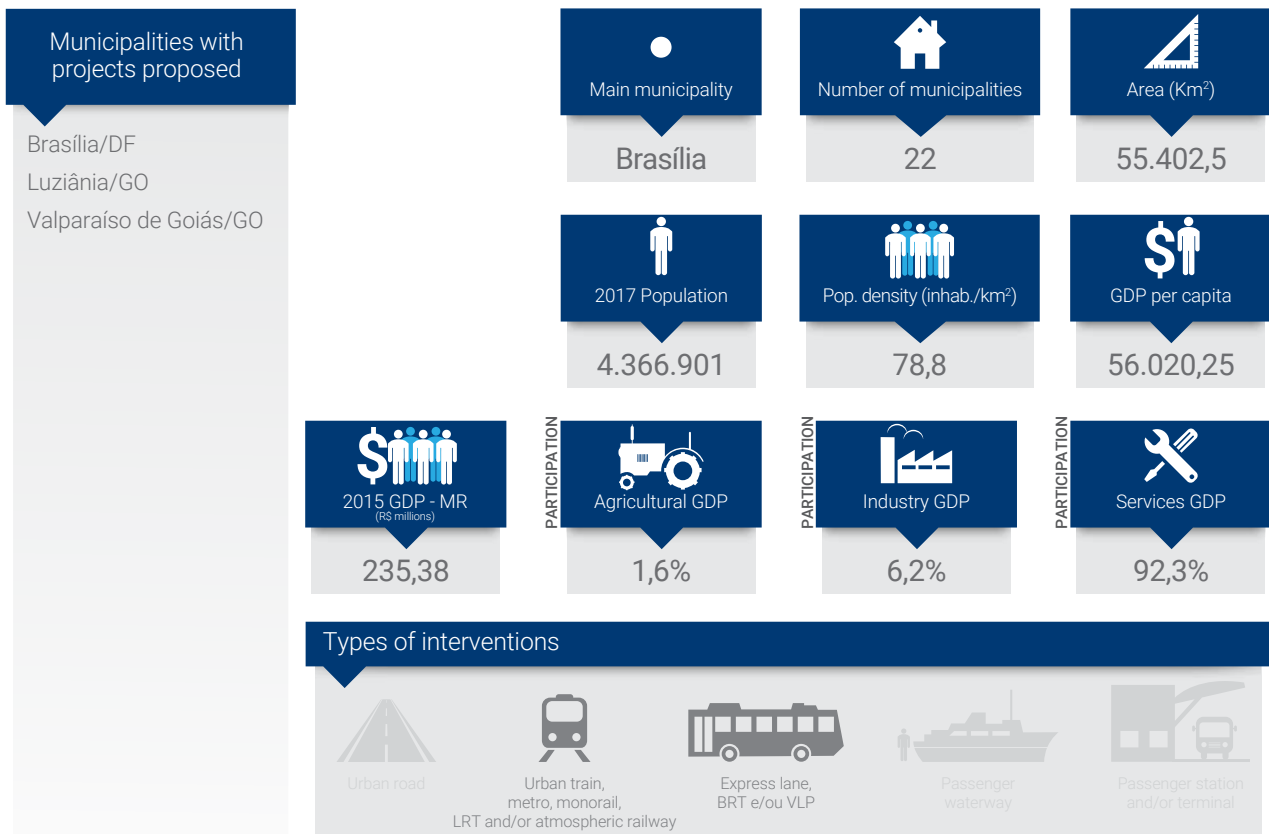 Municipalities with
projects proposed
Brasília/DF
Luziânia/GO
Valparaíso de Goiás/GO
Main municipality
Brasília
Number of municipalities
22
Area (Km²)
55.402,5
2017 Population
4.366.901
Pop. density (inhab./km²)
78,8
GDP per capita
56.020,25
2015 GDP - MR
(R$ millions)
235,38
PARTICIPATION
Agricultural GDP
1,6%
PARTICIPATION
Industry GDP
6,2%
PARTICIPATION
Services GDP
92,3%
Types of interventions
Urban road
Urban train,
metro, monorail,
LRT and/or atmospheric railway
Express lane,
BRT e/ou VLP
Passenger
waterway
Passenger station
and/or terminal